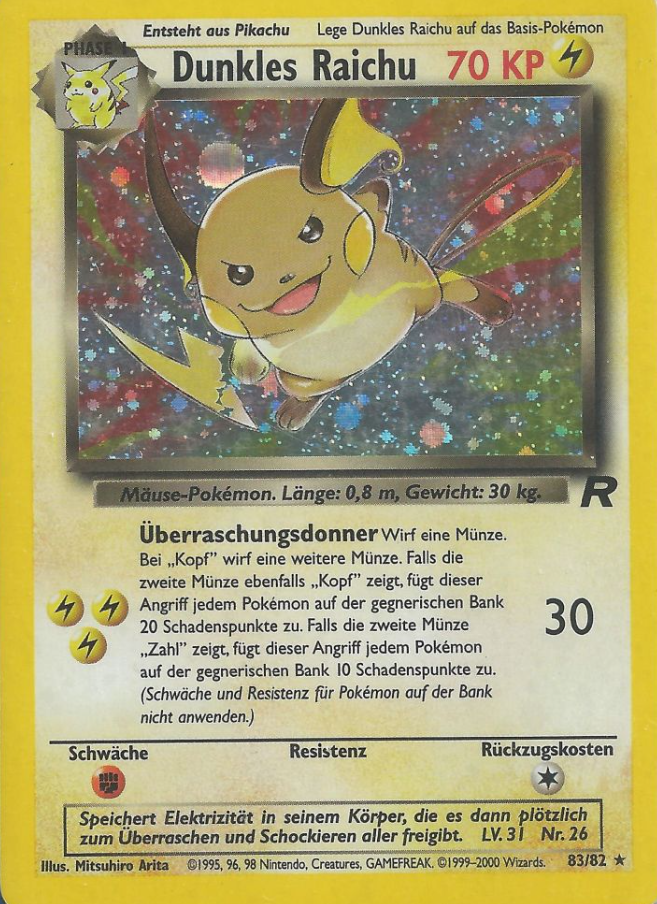 Entsteht aus Pikachu Lege Dunkles Raichu auf das Basis-Pokémon
PHASE 1
Dunkles Raichu 70 KP
Mäuse-Pokémon. Länge: 0,8 m, Gewicht: 30 kg.
R
Überraschungsdonner Wirf eine Münze.
Bei „Kopf” wirf eine weitere Münze. Falls die
zweite Münze ebenfalls „Kopf” zeigt, fügt dieser
Angriff jedem Pokémon auf der gegnerischen Bank
20 Schadenspunkte zu. Falls die zweite Münze
„Zahl” zeigt, fügt dieser Angriff jedem Pokémon
auf der gegnerischen Bank 10 Schadenspunkte zu.
(Schwäche und Resistenz für Pokémon auf der Bank
nicht anwenden.)
30
Schwäche Resistenz Rückzugskosten
Speichert Elektrizität in seinem Körper, die es dann plötzlich
zum Überraschen und Schockieren aller freigibt. LV. 31 Nr. 26
Illus. Mitsuhiro Arita ©1995, 96, 98 Nintendo, Creatures, GAMEFREAK. ©1999-2000 Wizards. 83/82 ★